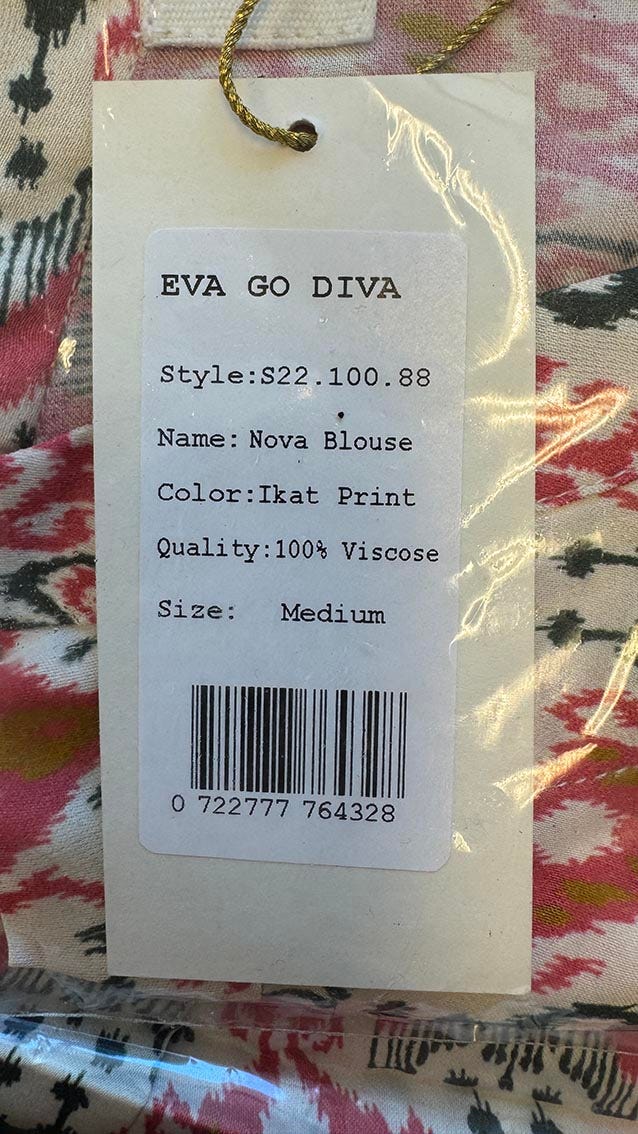 EVA GO DIVA
Style:S22.100.88
Name: Nova Blouse
Color:Ikat Print
Quality:100% Viscose
Size: Medium
0 722777 764328